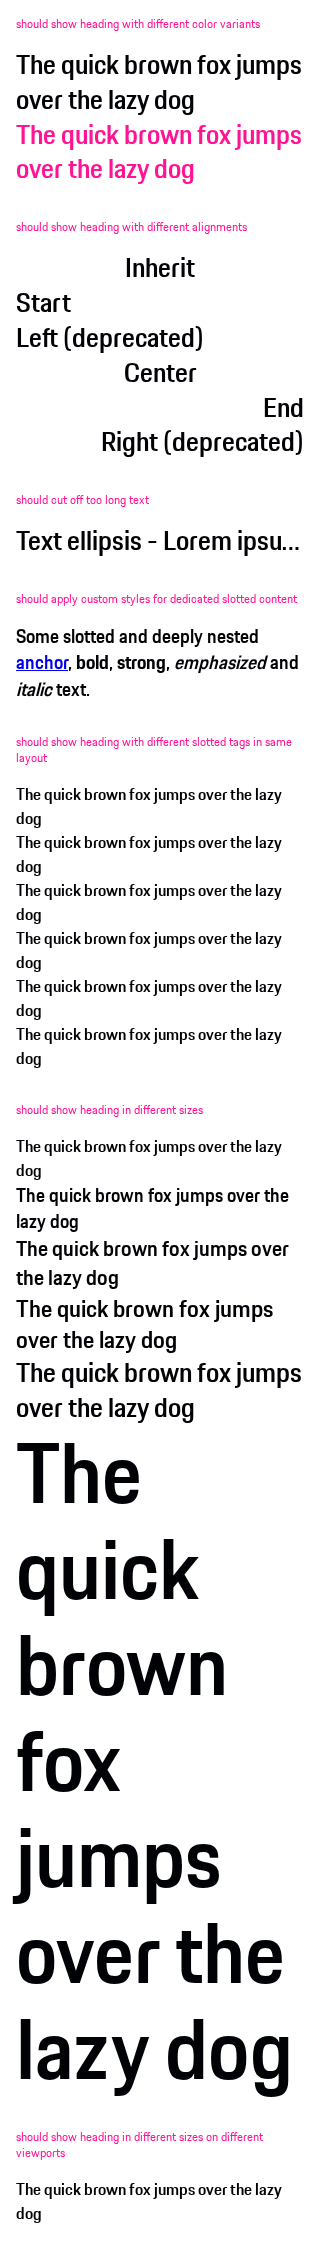 should show heading with different color variants
The quick brown fox jumps
over the lazy dog
The quick brown fox jumps
over the lazy dog
should show heading with different alignments
Inherit
Start
Left (deprecated)
Center
End
Right (deprecated)
should cut off too long text
Text ellipsis - Lorem ipsu...
should apply custom styles for dedicated slotted content
Some slotted and deeply nested
anchor, bold, strong, emphasized and
italic text.
should show heading with different slotted tags in same
layout
The quick brown fox jumps over the lazy
dog
The quick brown fox jumps over the lazy
dog
The quick brown fox jumps over the lazy
dog
The quick brown fox jumps over the lazy
dog
The quick brown fox jumps over the lazy
dog
The quick brown fox jumps over the lazy
dog
should show heading in different sizes
The quick brown fox jumps over the lazy
dog
The quick brown fox jumps over the
lazy dog
The quick brown fox jumps over
the lazy dog
The quick brown fox jumps
over the lazy dog
The quick brown fox jumps
over the lazy dog
The
quick
brown
fox
jumps
over the
lazy dog
should show heading in different sizes on different
viewports
The quick brown fox jumps over the lazy
dog